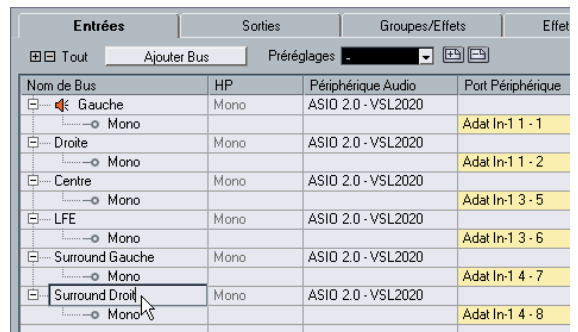 Entrées Sorties Groupes/Effets Effet
Tout Ajouter Bus Préréglages -
Nom de Bus HP Périphérique Audio Port Périphérique
Gauche Mono ASIO 2.0 - VSL2020
Mono Adat In-1 1 - 1
Droite Mono ASIO 2.0 - VSL2020
Mono Adat In-1 1 - 2
Centre Mono ASIO 2.0 - VSL2020
Mono Adat In-1 3 - 5
LFE Mono ASIO 2.0 - VSL2020
Mono Adat In-1 3 - 6
Surround Gauche Mono ASIO 2.0 - VSL2020
Mono Adat In-1 4 - 7
Surround Droit Mono ASIO 2.0 - VSL2020
Mono Adat In-1 4 - 8